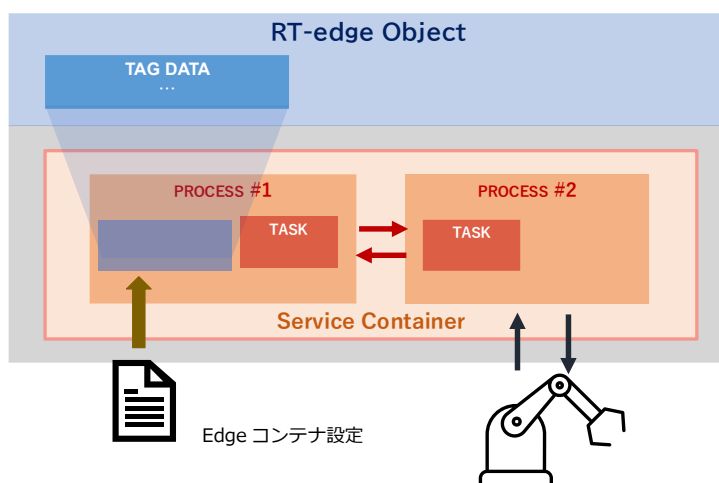 RT-edge Object
TAG DATA
…
PROCESS #1
PROCESS #2
TASK
TASK
Service Container
Edge コンテナ設定